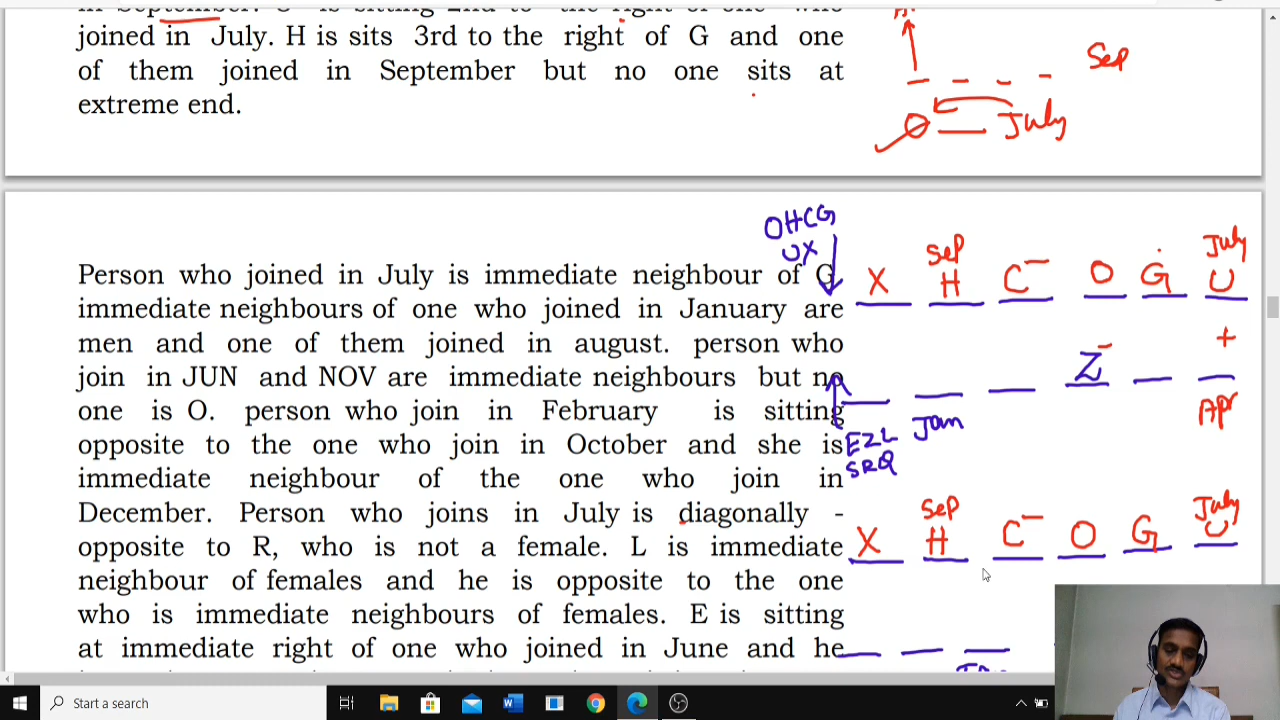 joined in July. H is sits 3rd to the right of G and one
of them joined in September but no one sits at
extreme end.
Sep
July
Person who joined in July is immediate neighbour of G
immediate neighbours of one who joined in January are
men and one of them joined in august. person who
join in JUN and NOV are immediate neighbours but no
one is O. person who join in February is sitting
opposite to the one who join in October and she is
immediate neighbour of the one who join in
December. Person who joins in July is diagonally -
opposite to R, who is not a female. L is immediate
neighbour of females and he is opposite to the one
who is immediate neighbours of females. E is sitting
at immediate right of one who joined in June and he
OHCG
UX
Sep July
X H C – O G U
Z – +
Jan Apr
EZL
SRQ
Sep July
X H C – O G U
Start a search